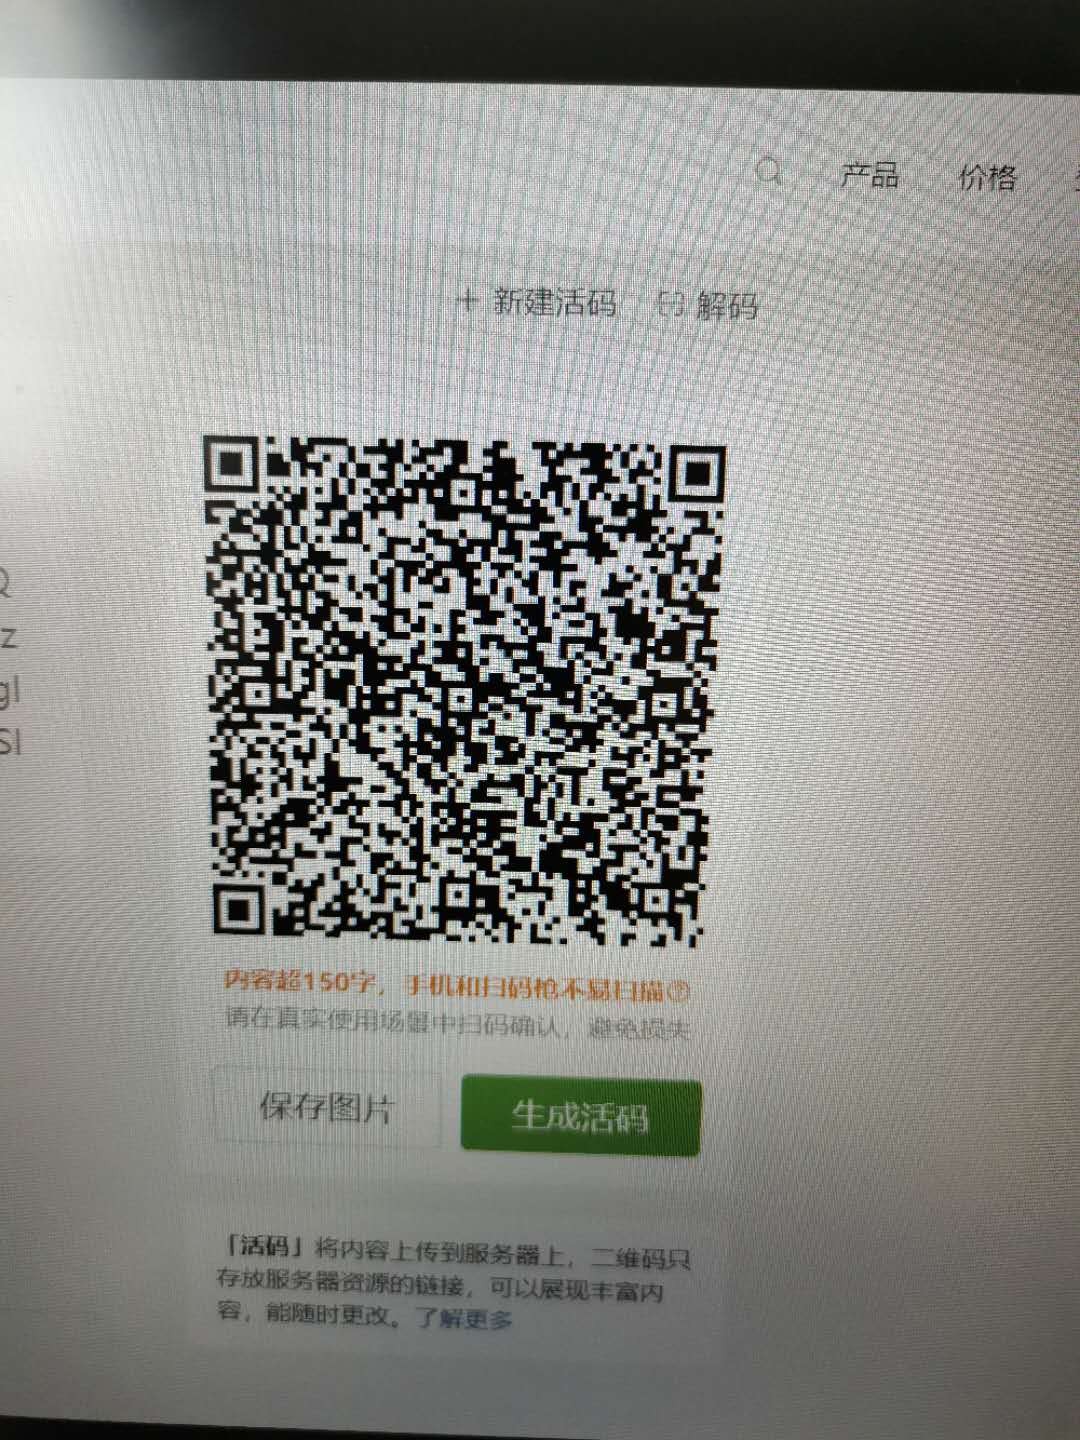 产品 价格
+ 新建活码 解码
Q
z
gl
SI
内容超150字，手机和扫码枪不易扫描?
请在真实使用场景中扫码确认，避免损失
保存图片 生成活码
「活码」将内容上传到服务器上，二维码只
存放服务器资源的链接，可以展现丰富内
容，能随时更改。了解更多